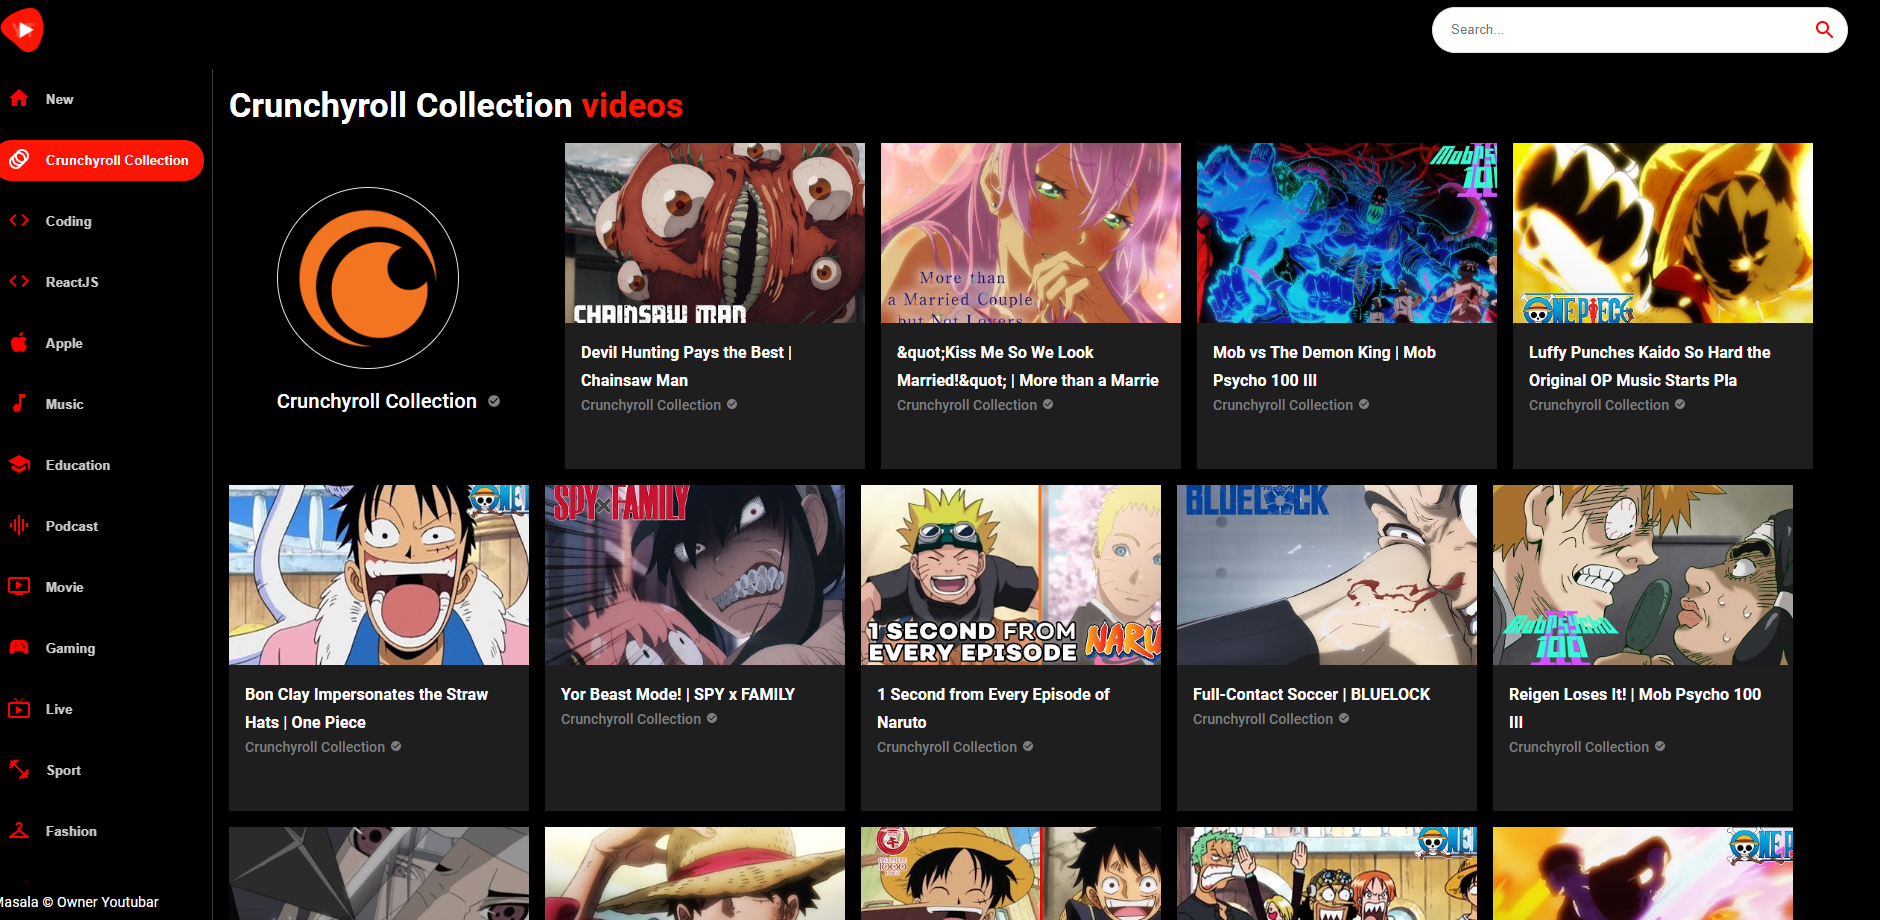 Search...
New
Crunchyroll Collection
Coding
ReactJS
Apple
Music
Education
Podcast
Movie
Gaming
Live
Sport
Fashion
Masala © Owner Youtubar
Crunchyroll Collection videos
Crunchyroll Collection
CHAINSAW MAN
Devil Hunting Pays the Best |
Chainsaw Man
Crunchyroll Collection
More than
a Married Couple,
but Not Lovers
&quot;Kiss Me So We Look
Married!&quot; | More than a Marrie
Crunchyroll Collection
MobPs
100
III
Mob vs The Demon King | Mob
Psycho 100 III
Crunchyroll Collection
ONE PIECE
Luffy Punches Kaido So Hard the
Original OP Music Starts Pla
Crunchyroll Collection
ONE P
Bon Clay Impersonates the Straw
Hats | One Piece
Crunchyroll Collection
SPY×FAMILY
Yor Beast Mode! | SPY x FAMILY
Crunchyroll Collection
1 SECOND FROM
EVERY EPISODE
NARU
1 Second from Every Episode of
Naruto
Crunchyroll Collection
BLUELOCK
Full-Contact Soccer | BLUELOCK
Crunchyroll Collection
MobPsycho
100
III
Reigen Loses It! | Mob Psycho 100
III
Crunchyroll Collection
ONE P
ONE P